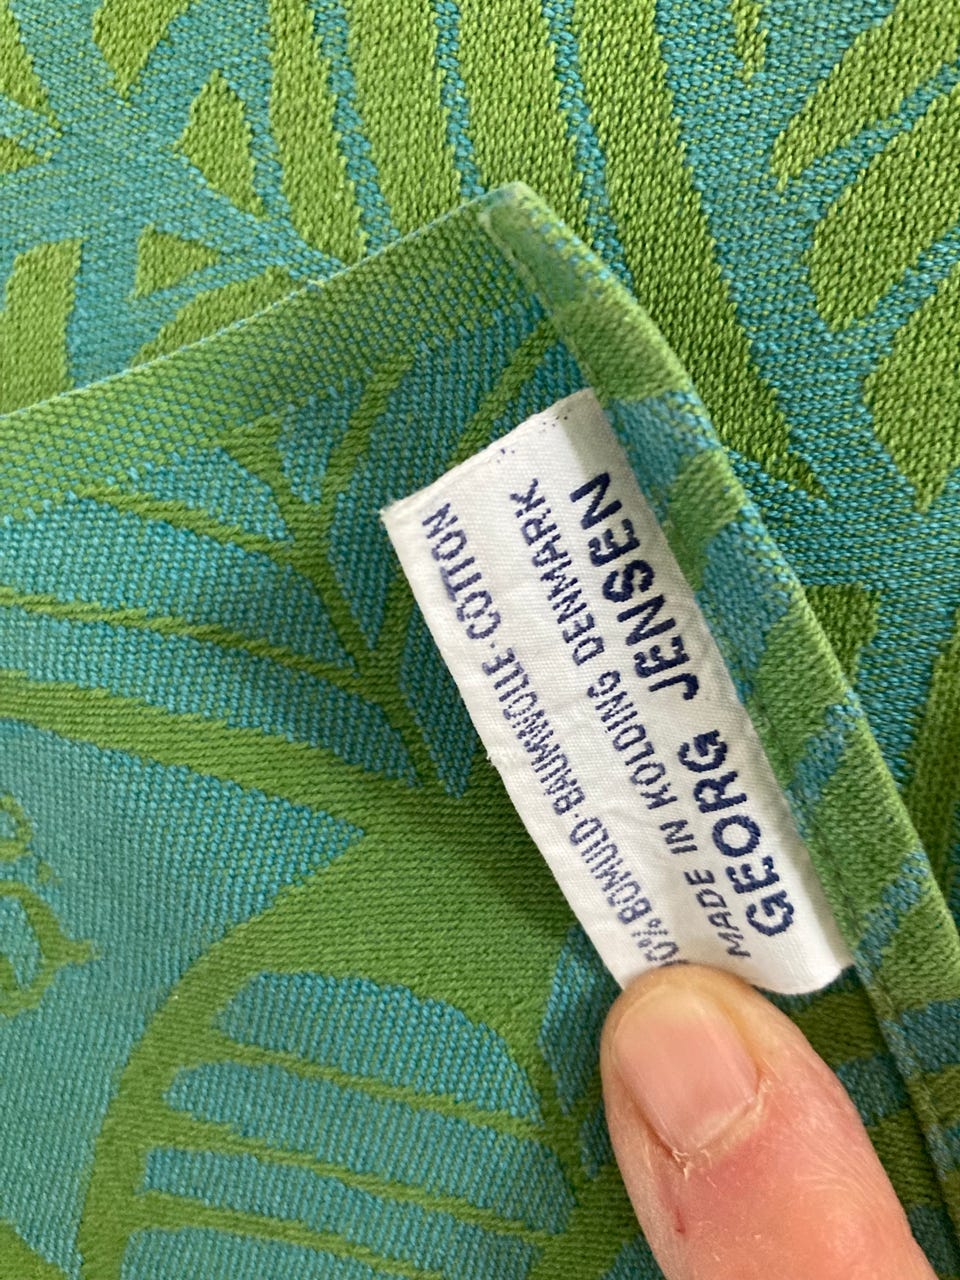 GEORG JENSEN
MADE IN KOLDING DENMARK
0% BOMULD·BAUMWOLLE·COTTON